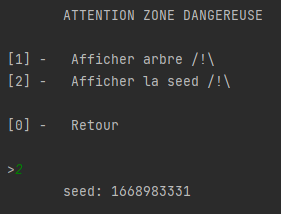 ATTENTION ZONE DANGEREUSE
[1] - Afficher arbre /!\
[2] - Afficher la seed /!\
[0] - Retour
>2
seed: 1668983331